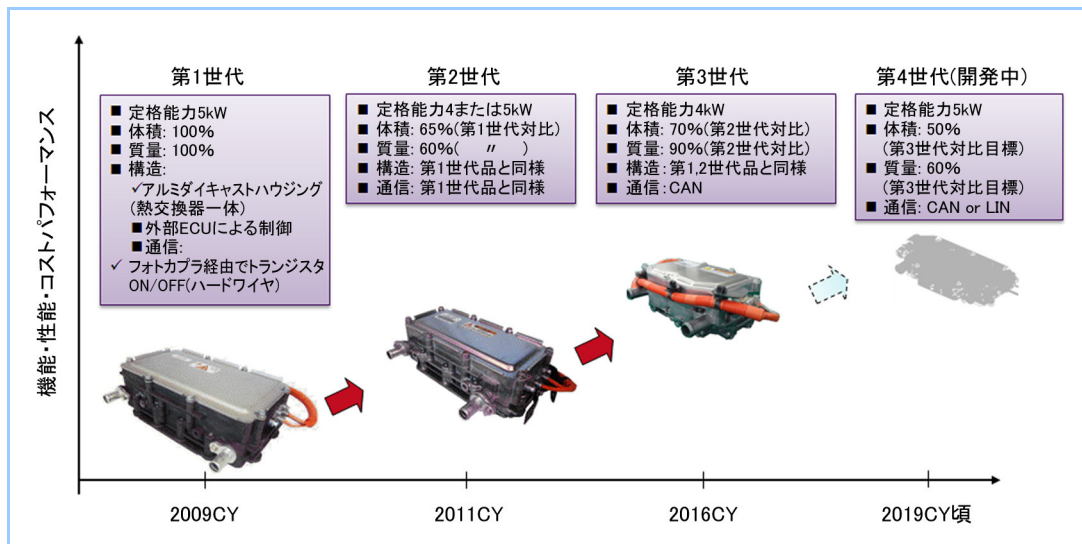 機能・性能・コストパフォーマンス
第1世代
■ 定格能力5kW
■ 体積: 100%
■ 質量: 100%
■ 構造:
✓アルミダイキャストハウジング
(熱交換器一体)
■外部ECUによる制御
■通信:
✓ フォトカプラ経由でトランジスタ
ON/OFF(ハードワイヤ)
第2世代
■ 定格能力4または5kW
■ 体積: 65%(第1世代対比)
■ 質量: 60%( 〃 )
■ 構造: 第1世代品と同様
■ 通信: 第1世代品と同様
第3世代
■ 定格能力4kW
■ 体積: 70%(第2世代対比)
■ 質量: 90%(第2世代対比)
■ 構造: 第1,2世代品と同様
■ 通信: CAN
第4世代(開発中)
■ 定格能力5kW
■ 体積: 50%
(第3世代対比目標)
■ 質量: 60%
(第3世代対比目標)
■ 通信: CAN or LIN
2009CY
2011CY
2016CY
2019CY頃